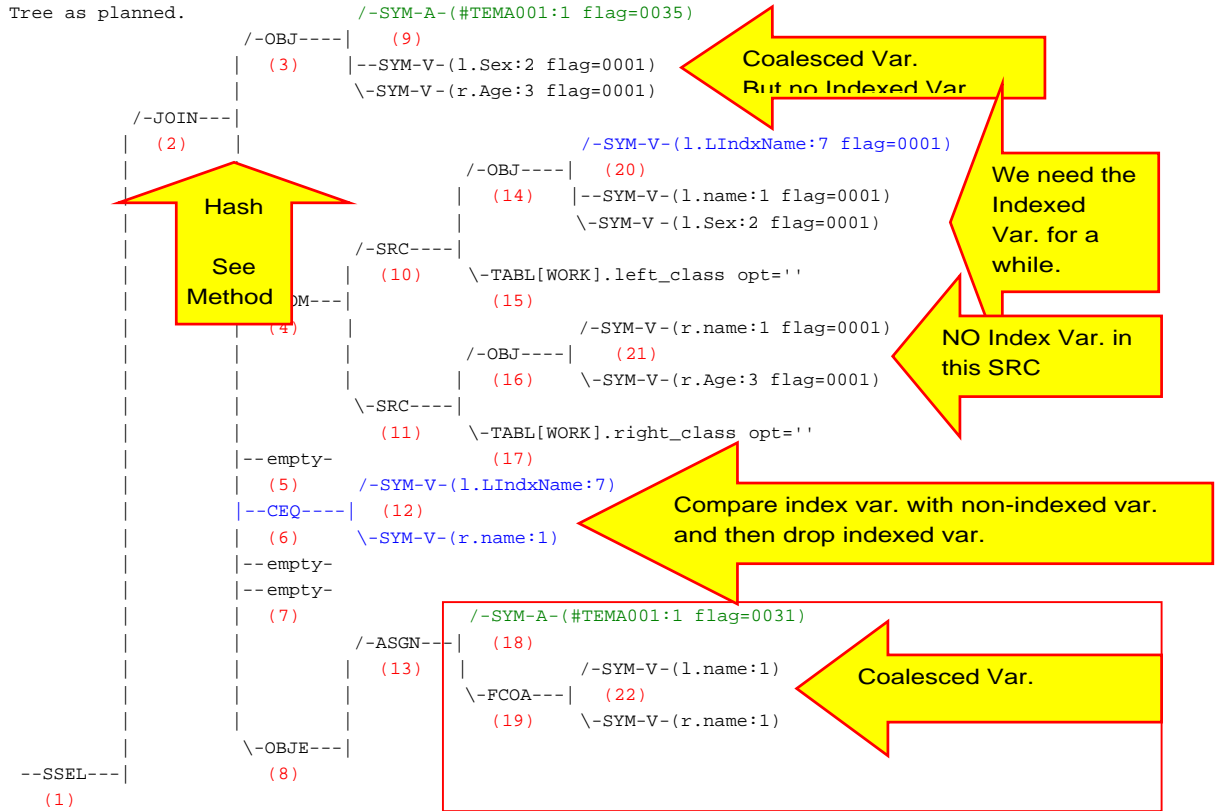 Tree as planned. /-SYM-A-(#TEMA001:1 flag=0035)
/-OBJ----| (9)
| (3) |--SYM-V-(l.Sex:2 flag=0001)
| \-SYM-V-(r.Age:3 flag=0001)
Coalesced Var.
But no Indexed Var
/-JOIN---|
| (2) | /-SYM-V-(l.LIndxName:7 flag=0001)
/-OBJ----| (20)
| (14) |--SYM-V-(l.name:1 flag=0001)
| \-SYM-V-(l.Sex:2 flag=0001)
We need the
Indexed
Var. for a
while.
Hash
See
Method
/-SRC----|
| (10) \-TABL[WORK].left_class opt=''
OM---| (15)
(4) | /-SYM-V-(r.name:1 flag=0001)
| | /-OBJ----| (21)
| | | (16) \-SYM-V-(r.Age:3 flag=0001)
NO Index Var. in
this SRC
| | \-SRC----|
| | (11) \-TABL[WORK].right_class opt=''
| |--empty- (17)
| (5) /-SYM-V-(l.LIndxName:7)
| |--CEQ----| (12)
| (6) \-SYM-V-(r.name:1)
Compare index var. with non-indexed var.
and then drop indexed var.
| |--empty-
| |--empty-
| (7) /-SYM-A-(#TEMA001:1 flag=0031)
| | /-ASGN---| (18)
| | | (13) | /-SYM-V-(l.name:1)
| | | \-FCOA---| (22)
| | | (19) \-SYM-V-(r.name:1)
Coalesced Var.
| \-OBJE---|
--SSEL---| (8)
(1)